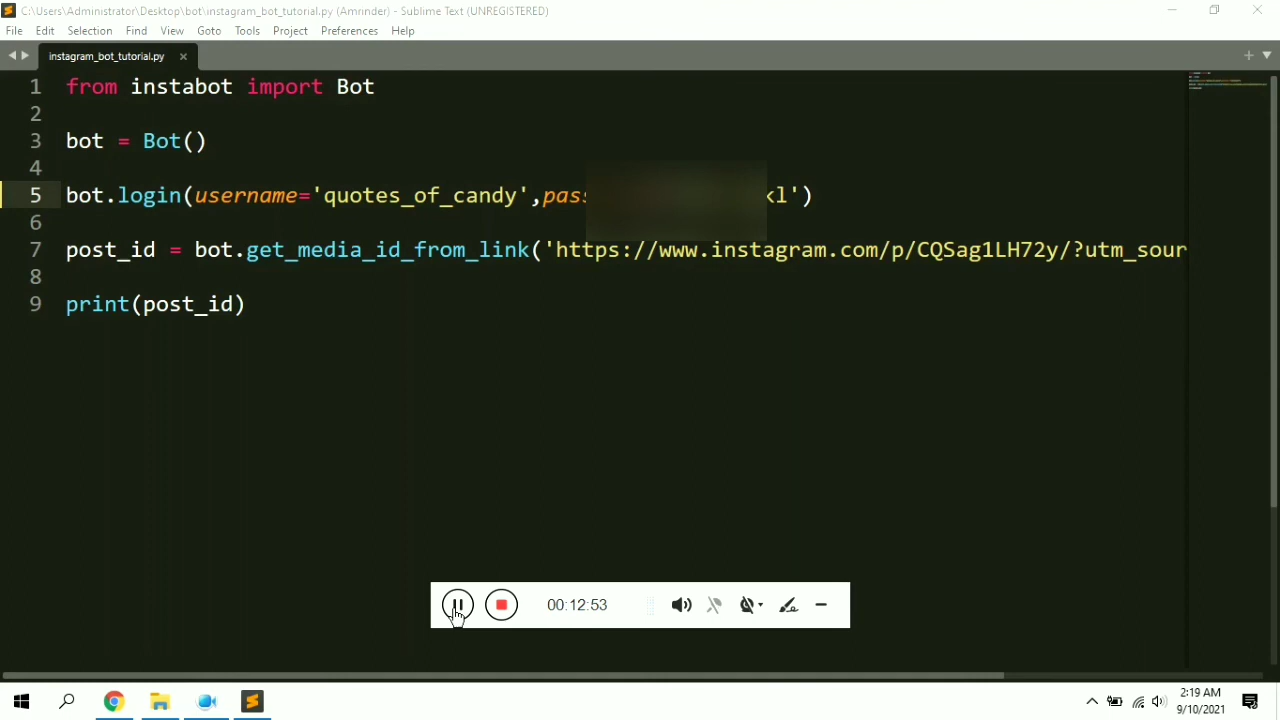 C:\Users\Administrator\Desktop\bot\instagram_bot_tutorial.py (Amrinder) - Sublime Text (UNREGISTERED)
File Edit Selection Find View Goto Tools Project Preferences Help
instagram_bot_tutorial.py
1 from instabot import Bot
2
3 bot = Bot()
4
5 bot.login(username='quotes_of_candy',pass kl')
6
7 post_id = bot.get_media_id_from_link('https://www.instagram.com/p/CQSag1LH72y/?utm_sour
8
9 print(post_id)
00:12:53
2:19 AM
9/10/2021